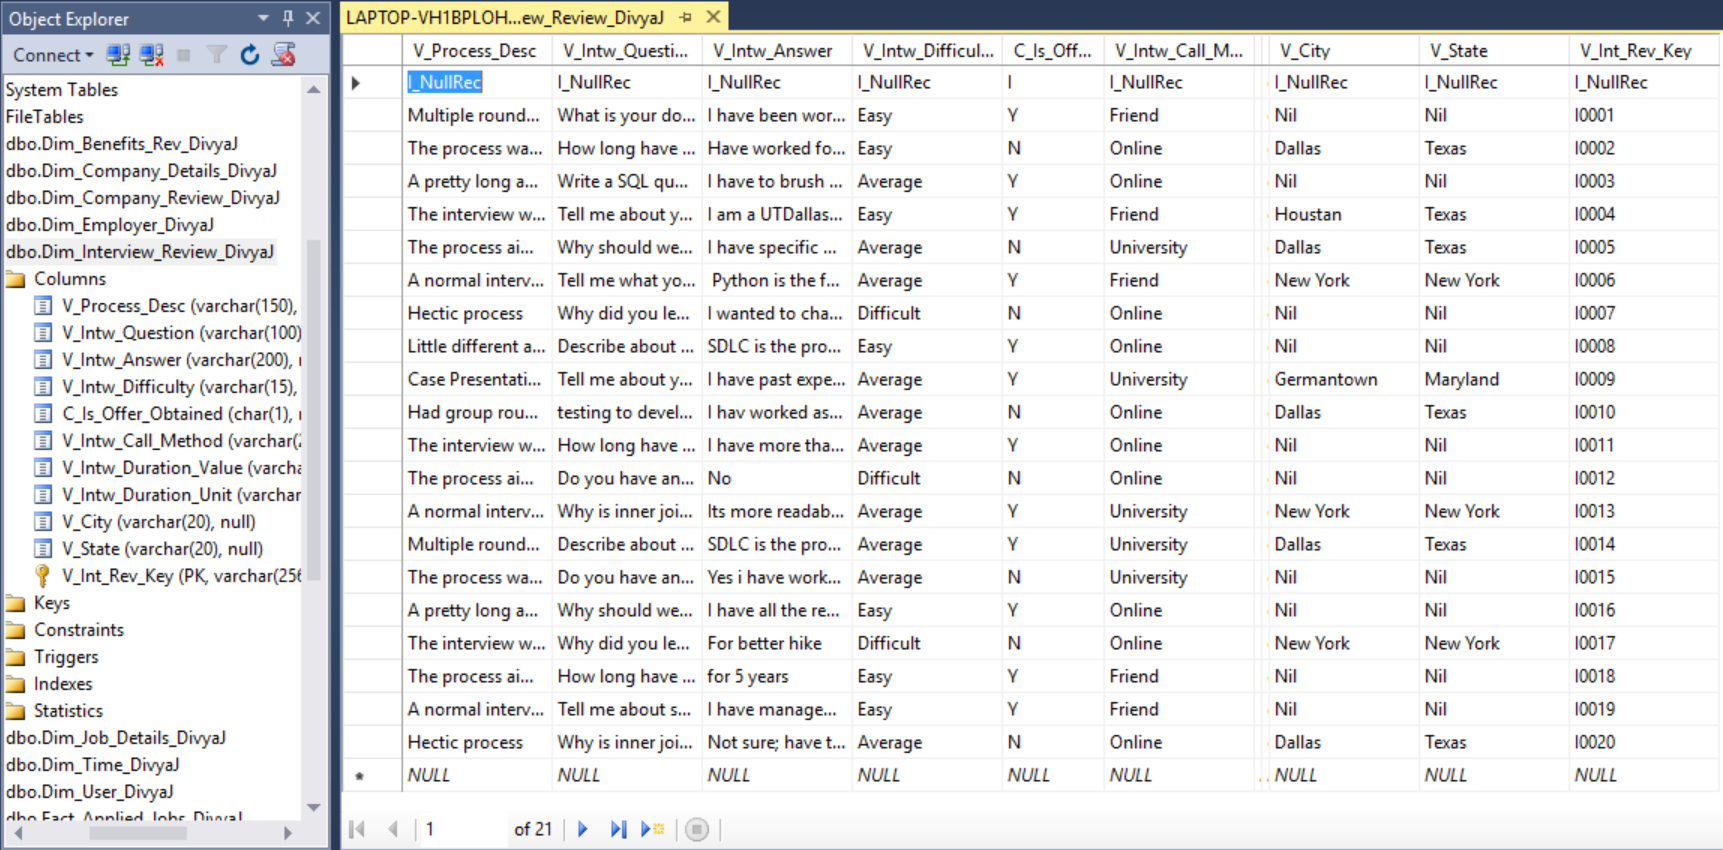 Object Explorer
Connect
System Tables
FileTables
dbo.Dim_Benefits_Rev_DivyaJ
dbo.Dim_Company_Details_DivyaJ
dbo.Dim_Company_Review_DivyaJ
dbo.Dim_Employer_DivyaJ
dbo.Dim_Interview_Review_DivyaJ
Columns
V_Process_Desc (varchar(150),
V_Intw_Question (varchar(100)
V_Intw_Answer (varchar(200), r
V_Intw_Difficulty (varchar(15),
C_Is_Offer_Obtained (char(1), r
V_Intw_Call_Method (varchar(2
V_Intw_Duration_Value (varcha
V_Intw_Duration_Unit (varchar
V_City (varchar(20), null)
V_State (varchar(20), null)
V_Int_Rev_Key (PK, varchar(256
Keys
Constraints
Triggers
Indexes
Statistics
dbo.Dim_Job_Details_DivyaJ
dbo.Dim_Time_DivyaJ
dbo.Dim_User_DivyaJ
dbo.Fact_Applied_Jobs_DivyaJ
LAPTOP-VH1BPLOH...ew_Review_DivyaJ
V_Process_Desc V_Intw_Questi... V_Intw_Answer V_Intw_Difficul... C_Is_Off... V_Intw_Call_M... V_City V_State V_Int_Rev_Key
I_NullRec I_NullRec I_NullRec I_NullRec I I_NullRec I_NullRec I_NullRec I_NullRec
Multiple round... What is your do... I have been wor... Easy Y Friend Nil Nil I0001
The process wa... How long have ... Have worked fo... Easy N Online Dallas Texas I0002
A pretty long a... Write a SQL qu... I have to brush ... Average Y Online Nil Nil I0003
The interview w... Tell me about y... I am a UTDallas... Easy Y Friend Houstan Texas I0004
The process ai... Why should we... I have specific ... Average N University Dallas Texas I0005
A normal interv... Tell me what yo... Python is the f... Average Y Friend New York New York I0006
Hectic process Why did you le... I wanted to cha... Difficult N Online Nil Nil I0007
Little different a... Describe about ... SDLC is the pro... Easy Y Online Nil Nil I0008
Case Presentati... Tell me about y... I have past expe... Average Y University Germantown Maryland I0009
Had group rou... testing to devel... I hav worked as... Average N Online Dallas Texas I0010
The interview w... How long have ... I have more tha... Average Y Online Nil Nil I0011
The process ai... Do you have an... No Difficult N Online Nil Nil I0012
A normal interv... Why is inner joi... Its more readab... Average Y University New York New York I0013
Multiple round... Describe about ... SDLC is the pro... Average Y University Dallas Texas I0014
The process wa... Do you have an... Yes i have work... Average N University Nil Nil I0015
A pretty long a... Why should we... I have all the re... Easy Y Online Nil Nil I0016
The interview w... Why did you le... For better hike Difficult N Online New York New York I0017
The process ai... How long have ... for 5 years Easy Y Friend Nil Nil I0018
A normal interv... Tell me about s... I have manage... Easy Y Friend Nil Nil I0019
Hectic process Why is inner joi... Not sure; have t... Average N Online Dallas Texas I0020
NULL NULL NULL NULL NULL NULL NULL NULL NULL
1 of 21